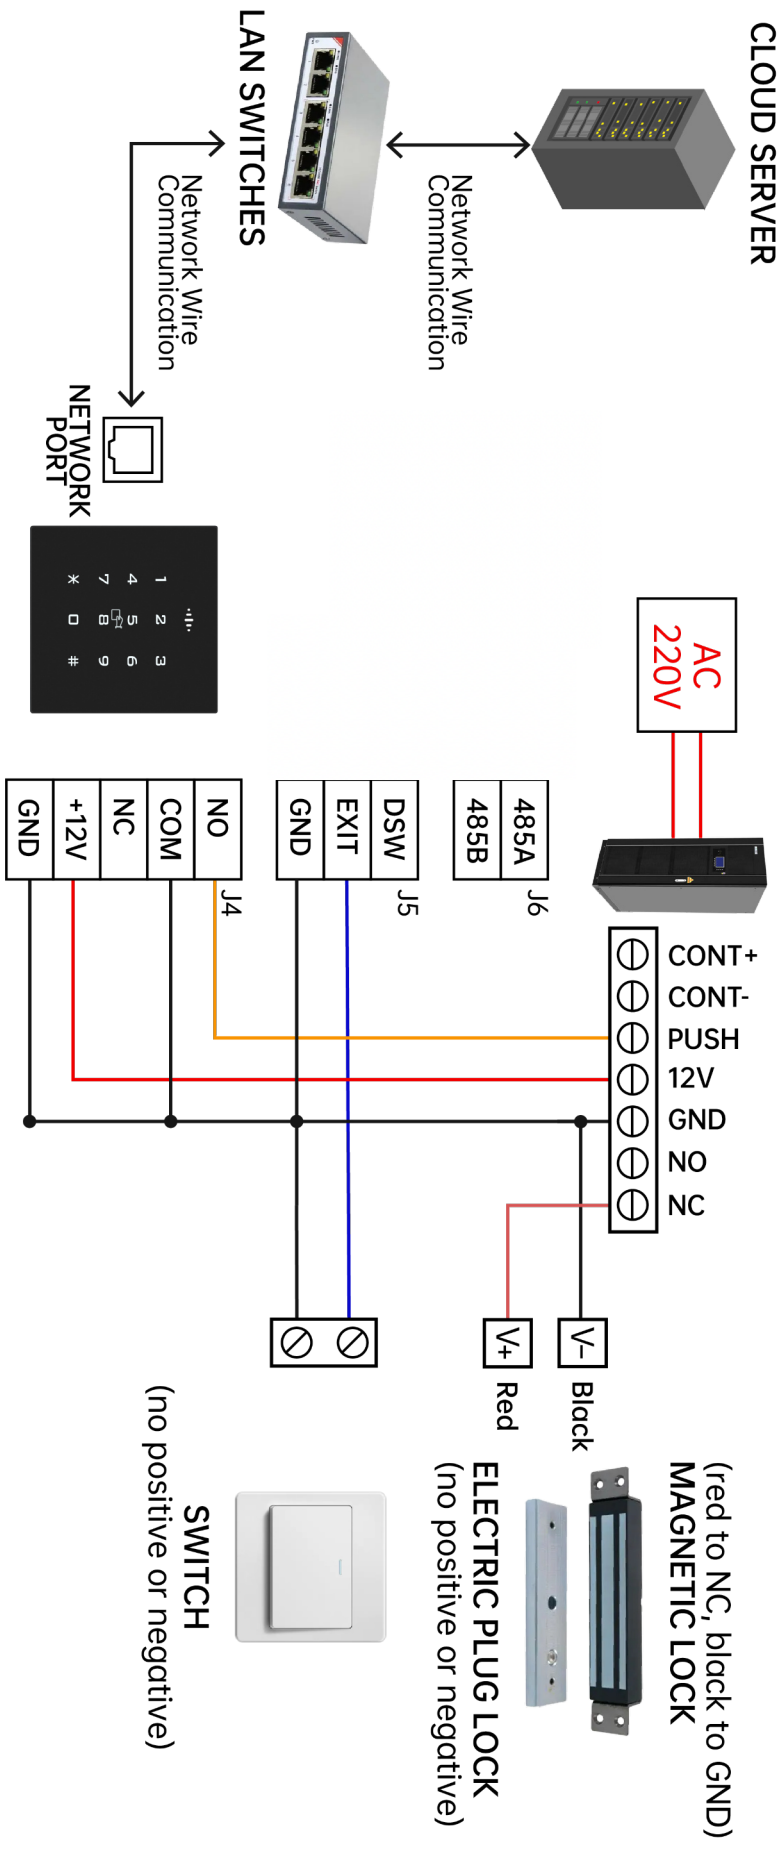 CLOUD SERVER
Network Wire
Communication
LAN SWITCHES
Network Wire
Communication
NETWORK
PORT
1 2 3
4 5 6
7 8 9
* 0 #
AC
220V
CONT+
CONT-
PUSH
12V
GND
NO
NC
J6
485A
485B
J5
DSW
EXIT
GND
J4
NO
COM
NC
+12V
GND
V-
Black
V+
Red
(red to NC, black to GND)
MAGNETIC LOCK
ELECTRIC PLUG LOCK
(no positive or negative)
SWITCH
(no positive or negative)